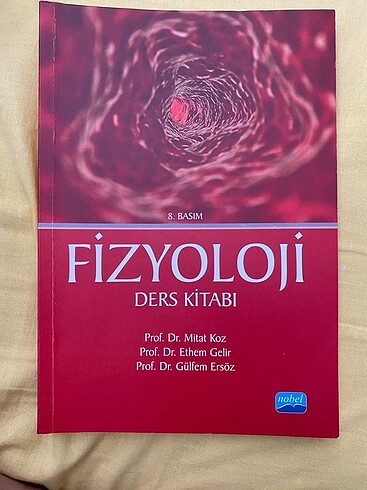 8. BASIM
FİZYOLOJİ
DERS KİTABI
Prof. Dr. Mitat Koz
Prof. Dr. Ethem Gelir
Prof. Dr. Gülfem Ersöz
nobel